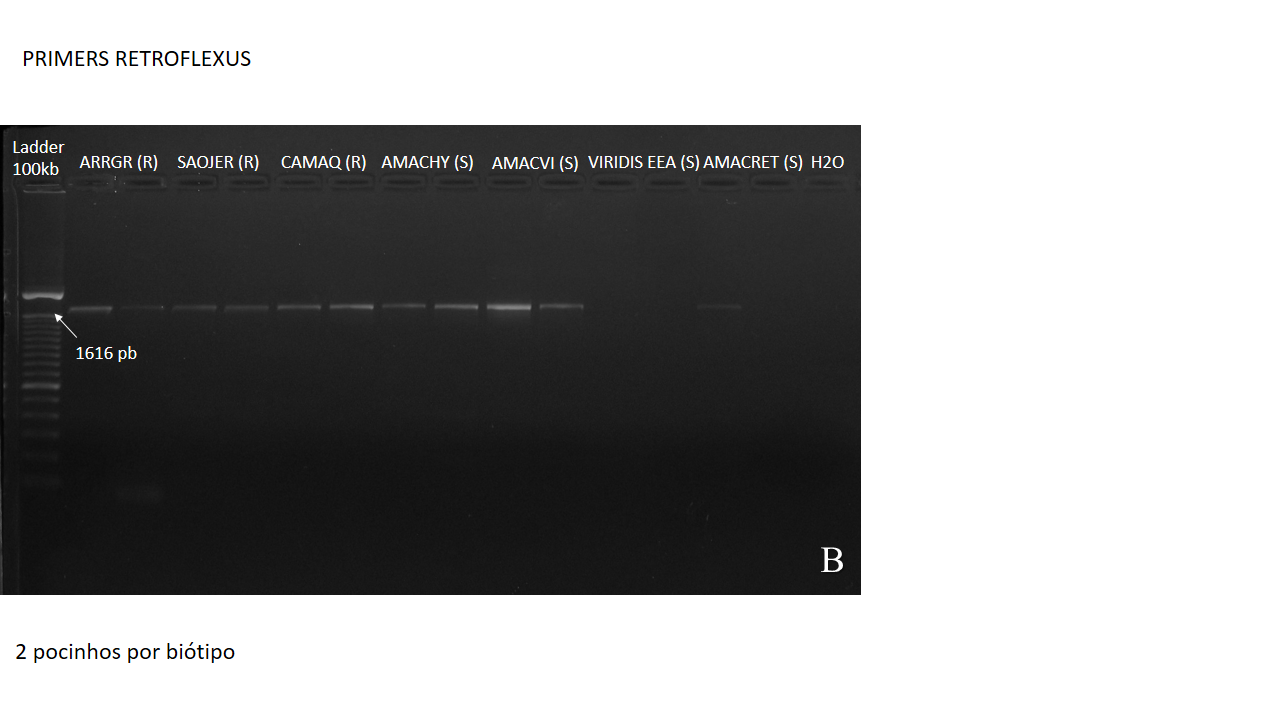 PRIMERS RETROFLEXUS
Ladder
100kb
ARRGR (R) SAOJER (R) CAMAQ (R) AMACHY (S) AMACVI (S) VIRIDIS EEA (S) AMACRET (S) H2O
1616 pb
B
2 pocinhos por biótipo